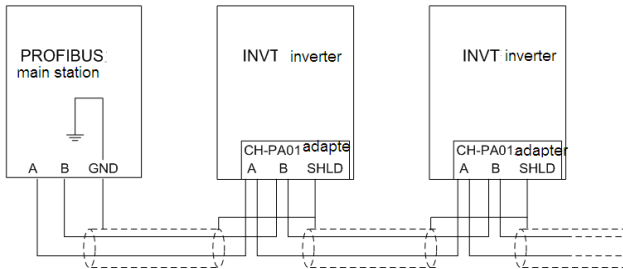 PROFIBUS
main station
A B GND
INVT inverter
CH-PA01 adapte
A B SHLD
INVT inverter
CH-PA01 adapter
A B SHLD